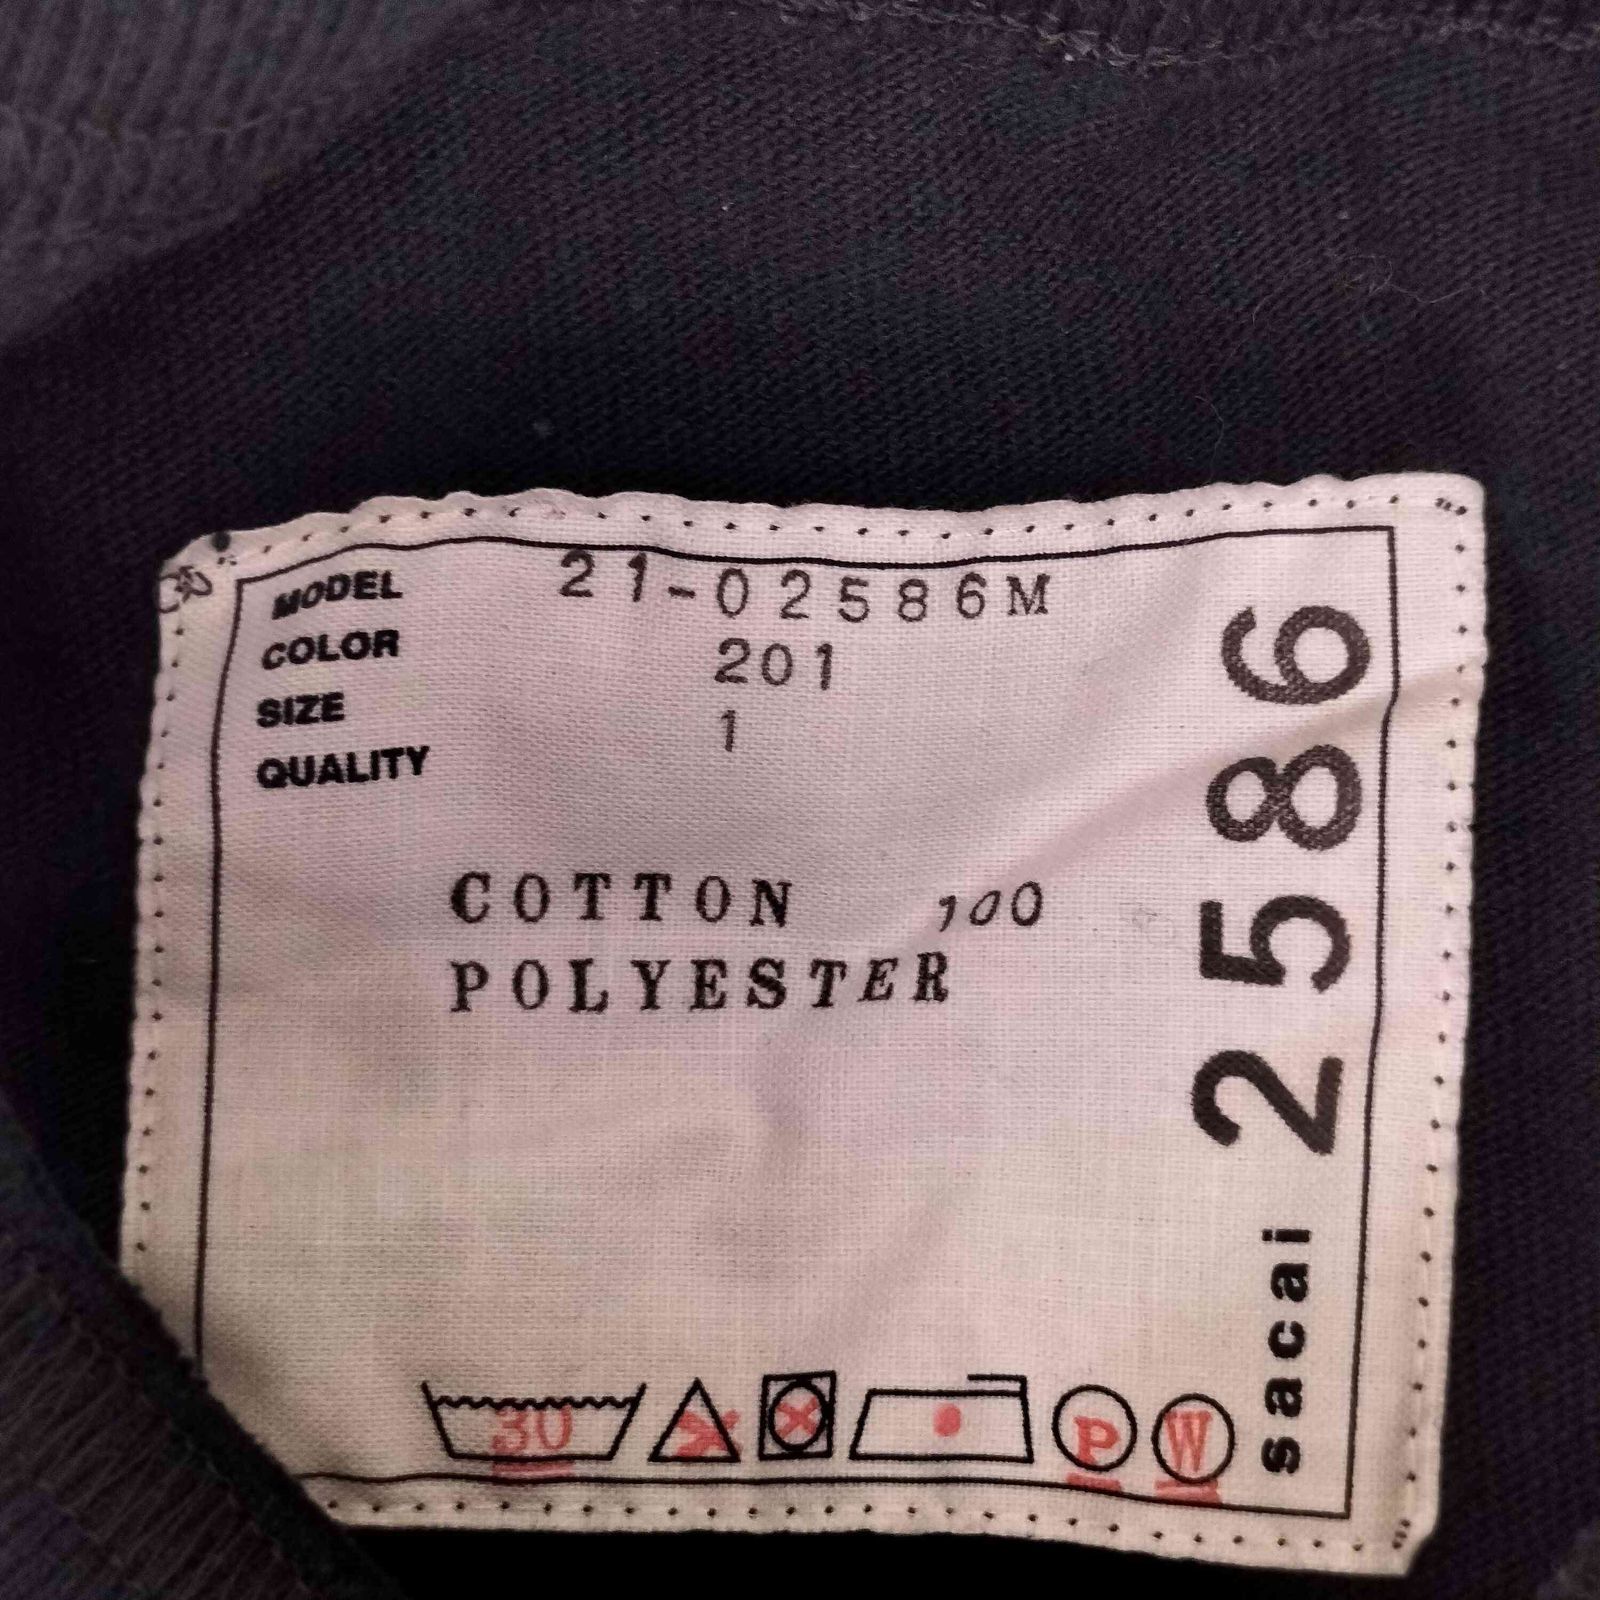 MODEL 21-02586M
COLOR 201
SIZE 1
QUALITY
COTTON 100
POLYESTER
30
P
W
sacai 2586